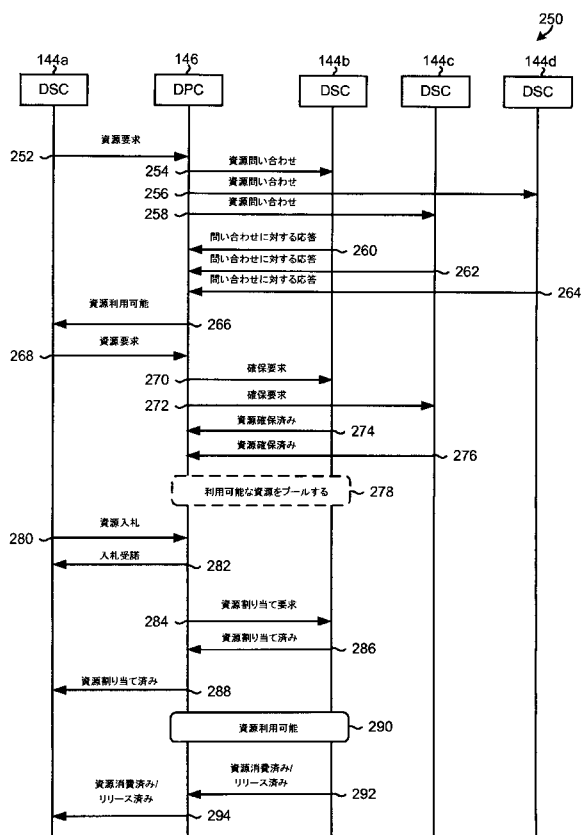 250
144a
146
144b
144c
144d
DSC
DPC
DSC
DSC
DSC
資源要求
252
資源問い合わせ
254
資源問い合わせ
256
資源問い合わせ
258
問い合わせに対する応答
260
問い合わせに対する応答
262
問い合わせに対する応答
264
資源利用可能
266
資源要求
268
確保要求
270
確保要求
272
資源確保済み
274
資源確保済み
276
利用可能な資源をプールする
278
資源入札
280
入札受諾
282
資源割り当て要求
284
資源割り当て済み
286
資源割り当て済み
288
資源利用可能
290
資源消費済み/
リリース済み
292
資源消費済み/
リリース済み
294